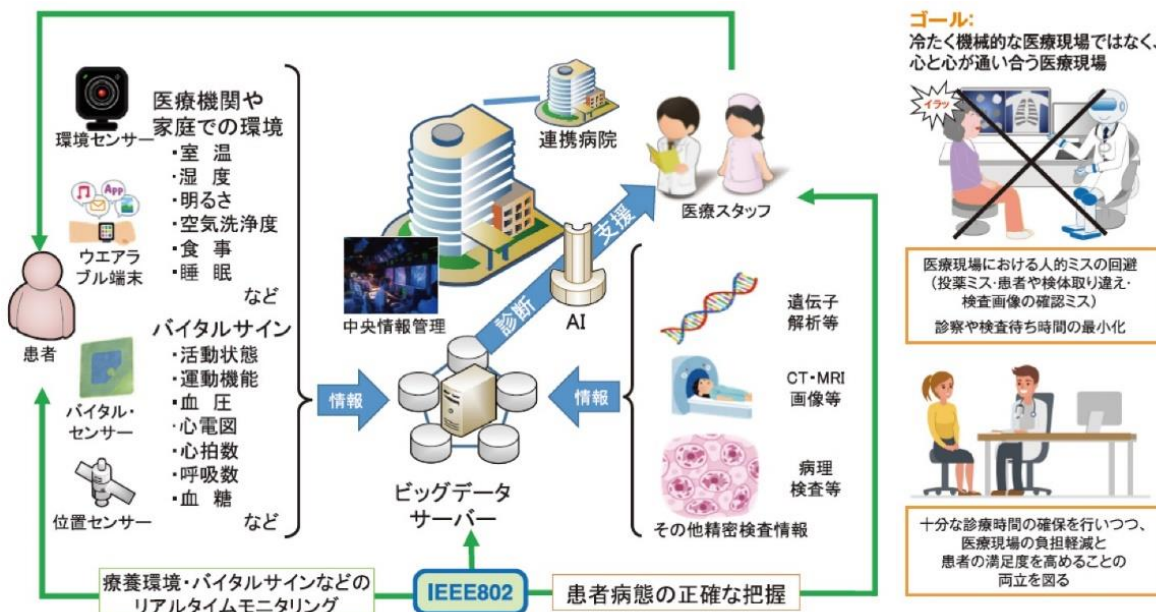 環境センサー
ウエアラ
ブル端末
App
患者
バイタル・
センサー
位置センサー
医療機関や
家庭での環境
・室 温
・湿 度
・明るさ
・空気洗浄度
・食 事
・睡 眠
など
バイタルサイン
・活動状態
・運動機能
・血 圧
・心電図
・心拍数
・呼吸数
・血 糖
など
情報
中央情報管理
連携病院
医療スタッフ
診断
支援
AI
ビッグデータ
サーバー
情報
遺伝子
解析等
CT・MRI
画像等
病理
検査等
その他精密検査情報
療養環境・バイタルサインなどの
リアルタイムモニタリング
IEEE802
患者病態の正確な把握
ゴール:
冷たく機械的な医療現場ではなく、
心と心が通い合う医療現場
イラッ
医療現場における人的ミスの回避
(投薬ミス・患者や検体取り違え・
検査画像の確認ミス)
診察や検査待ち時間の最小化
十分な診療時間の確保を行いつつ、
医療現場の負担軽減と
患者の満足度を高めることの
両立を図る